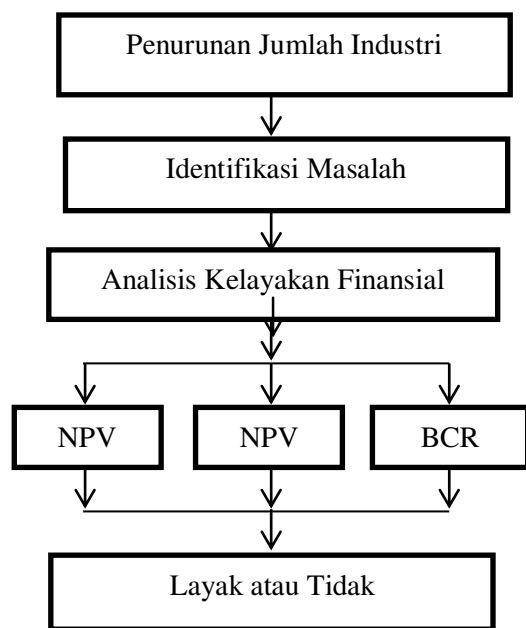 Penurunan Jumlah Industri
Identifikasi Masalah
Analisis Kelayakan Finansial
NPV
NPV
BCR
Layak atau Tidak